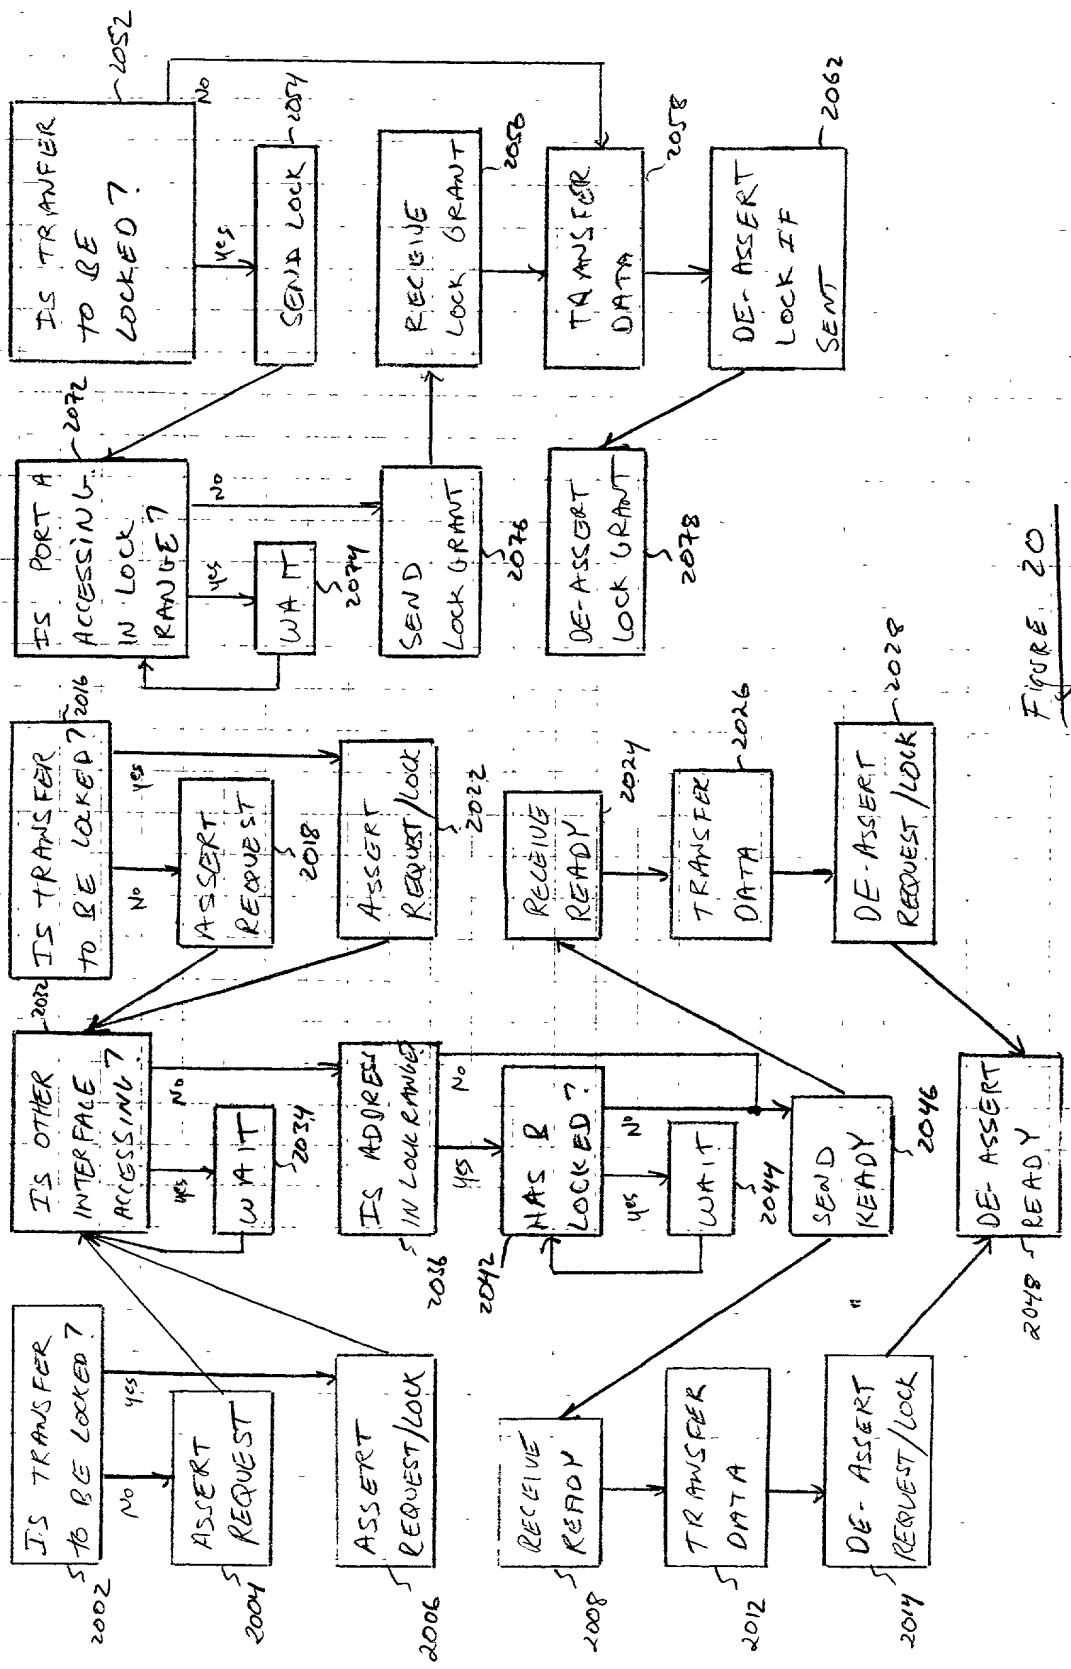 IS TRANSFER
TO BE LOCKED?
2002
No
yes
ASSERT
REQUEST
2004
ASSERT
REQUEST/LOCK
2006
RECEIVE
READY
2008
TRANSFER
DATA
2012
DE-ASSERT
REQUEST/LOCK
2014
2032
IS OTHER
INTERFACE
ACCESSING?
yes
No
WAIT
2034
IS ADDRESS
IN LOCK RANGE?
2036
yes
No
HAS B
LOCKED?
2042
yes
No
WAIT
2044
SEND
READY
2046
DE-ASSERT
READY
2048
IS TRANSFER
TO BE LOCKED?
2016
No
yes
ASSERT
REQUEST
2018
ASSERT
REQUEST/LOCK
2022
RECEIVE
READY
2024
TRANSFER
DATA
2026
DE-ASSERT
REQUEST/LOCK
2028
IS PORT A
ACCESSING
IN LOCK
RANGE?
2072
yes
No
WAIT
2074
SEND
LOCK GRANT
2076
DE-ASSERT
LOCK GRANT
2078
IS TRANFER
TO BE
LOCKED?
2052
yes
No
SEND LOCK
2054
RECEIVE
LOCK GRANT
2056
TRANSFER
DATA
2058
DE-ASSERT
LOCK IF
SENT
2062
FIGURE 20